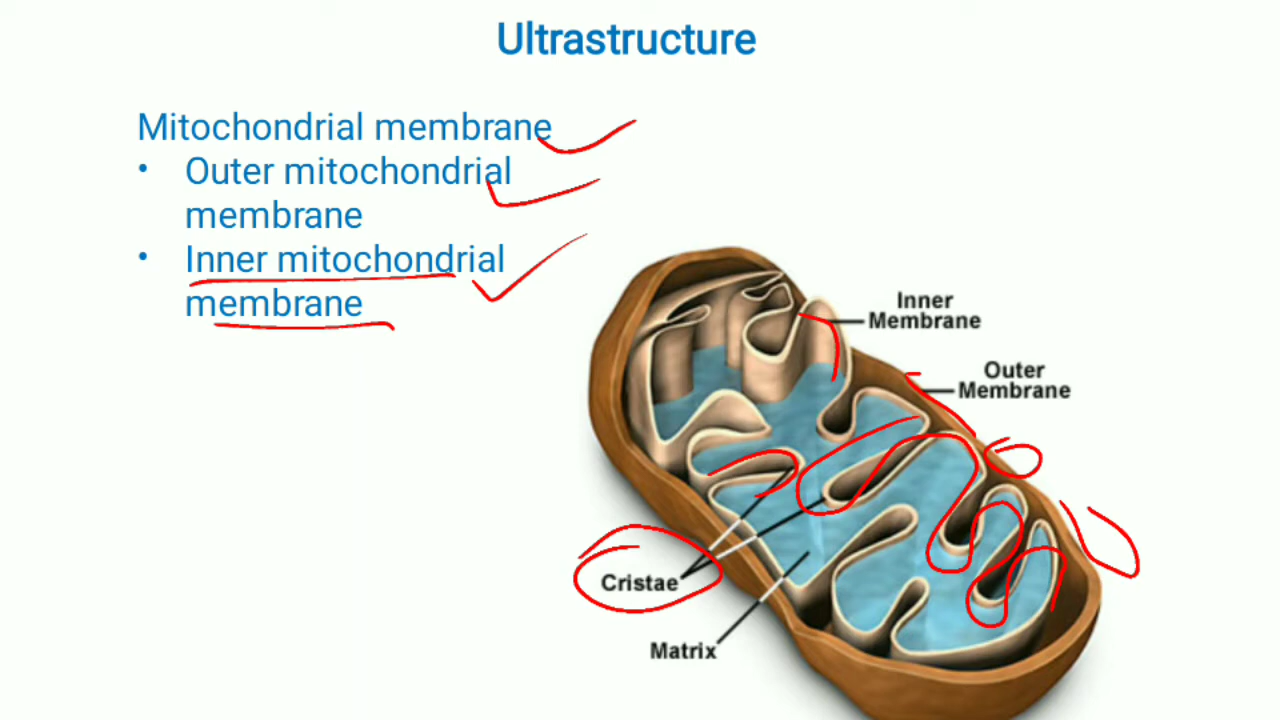 Ultrastructure
Mitochondrial membrane
• Outer mitochondrial
membrane
• Inner mitochondrial
membrane
Inner
Membrane
Outer
Membrane
Cristae
Matrix